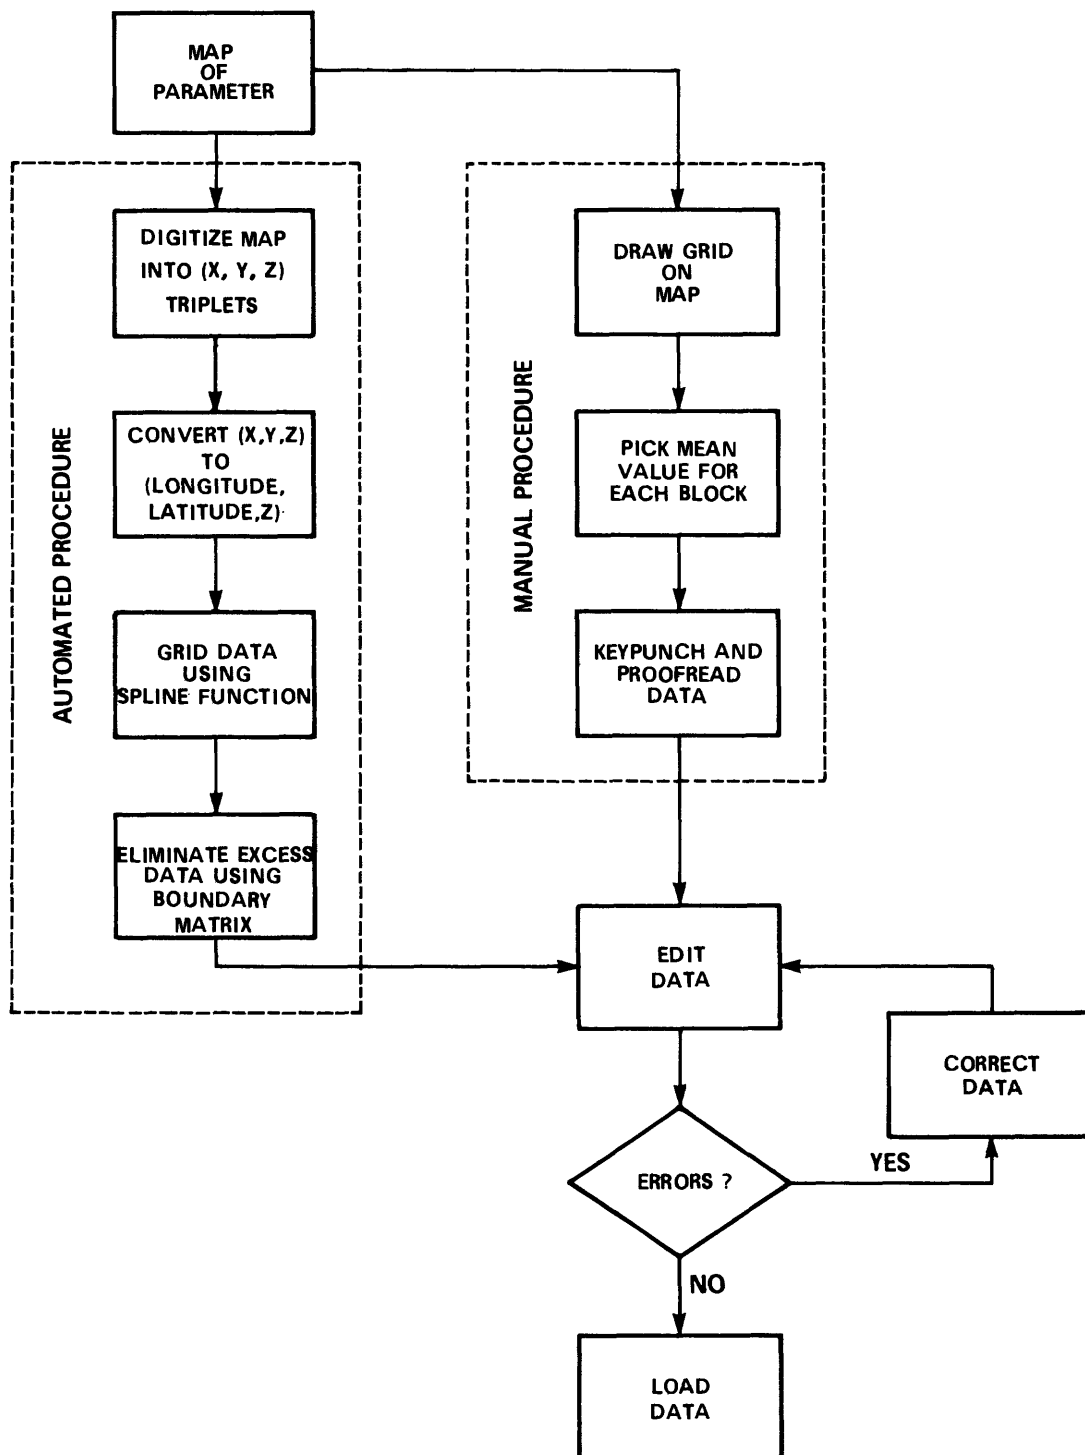 MAP
OF
PARAMETER
AUTOMATED PROCEDURE
DIGITIZE MAP
INTO (X, Y, Z)
TRIPLETS
CONVERT (X,Y,Z)
TO
(LONGITUDE,
LATITUDE,Z)
GRID DATA
USING
SPLINE FUNCTION
ELIMINATE EXCESS
DATA USING
BOUNDARY
MATRIX
MANUAL PROCEDURE
DRAW GRID
ON
MAP
PICK MEAN
VALUE FOR
EACH BLOCK
KEYPUNCH AND
PROOFREAD
DATA
EDIT
DATA
CORRECT
DATA
ERRORS ?
YES
NO
LOAD
DATA